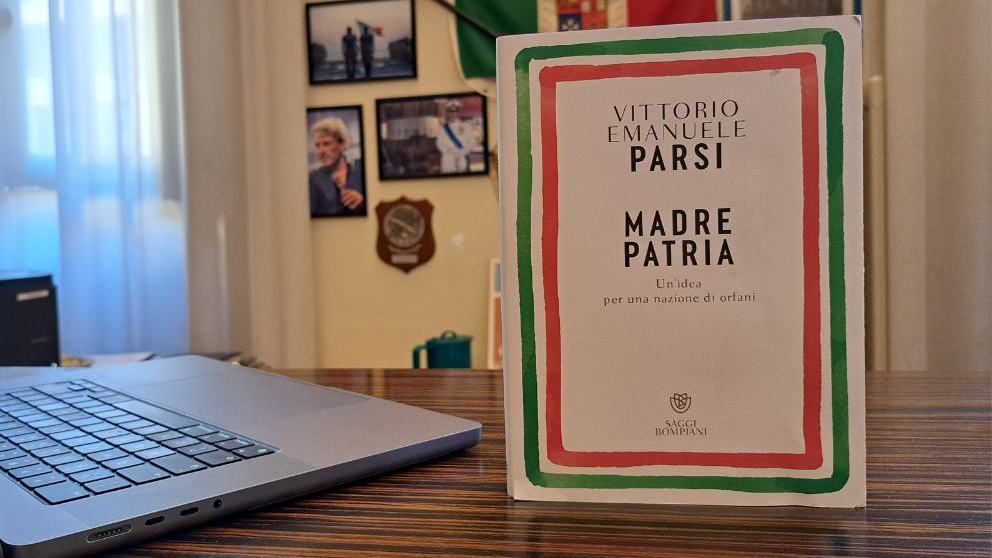 VITTORIO
EMANUELE
PARSI
MADRE
PATRIA
Un'idea
per una nazione di orfani
SAGGI
BOMPIANI